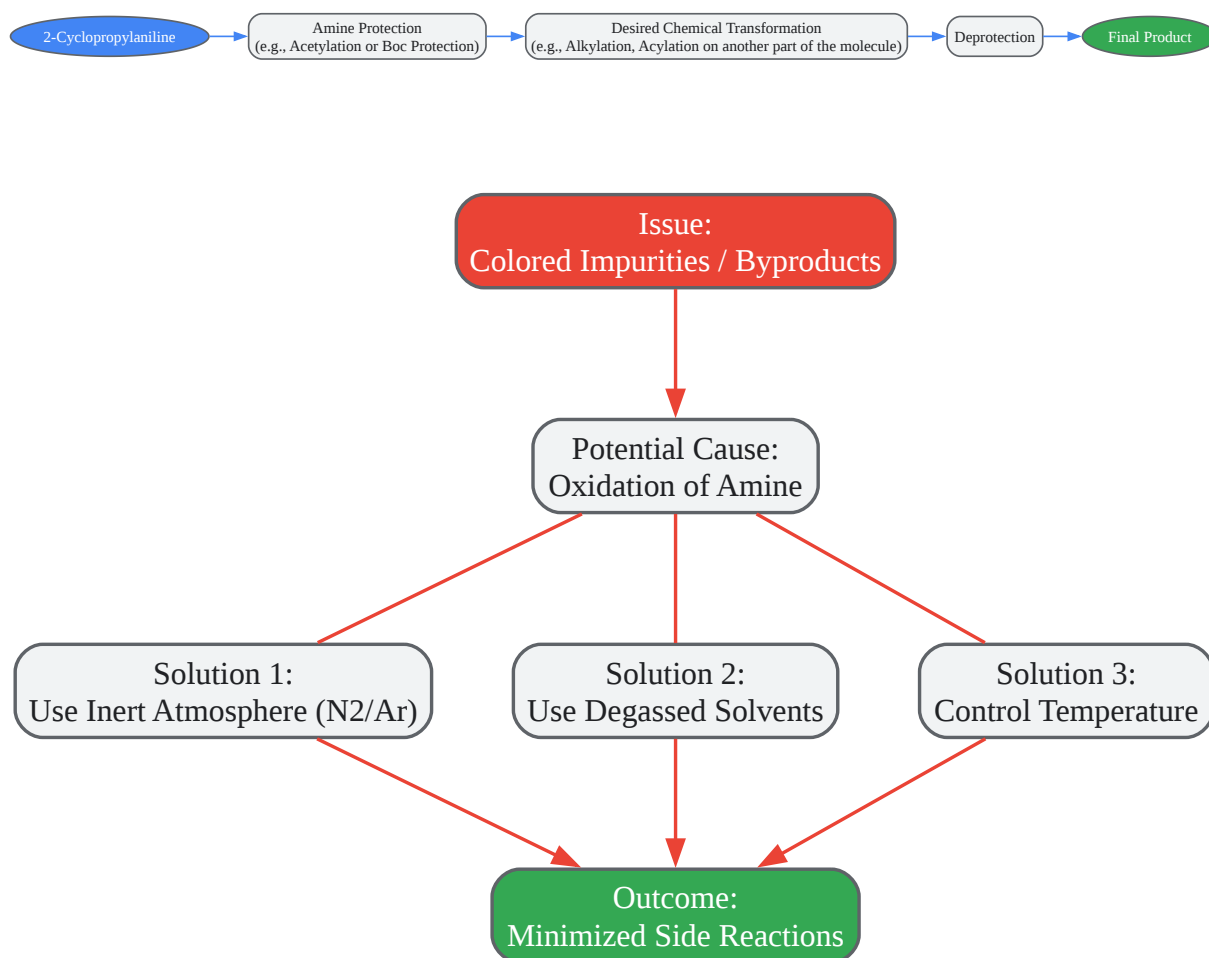 2-Cyclopropylaniline
Amine Protection
(e.g., Acetylation or Boc Protection)
Desired Chemical Transformation
(e.g., Alkylation, Acylation on another part of the molecule)
Deprotection
Final Product
Issue:
Colored Impurities / Byproducts
Potential Cause:
Oxidation of Amine
Solution 1:
Use Inert Atmosphere (N2/Ar)
Solution 2:
Use Degassed Solvents
Solution 3:
Control Temperature
Outcome:
Minimized Side Reactions